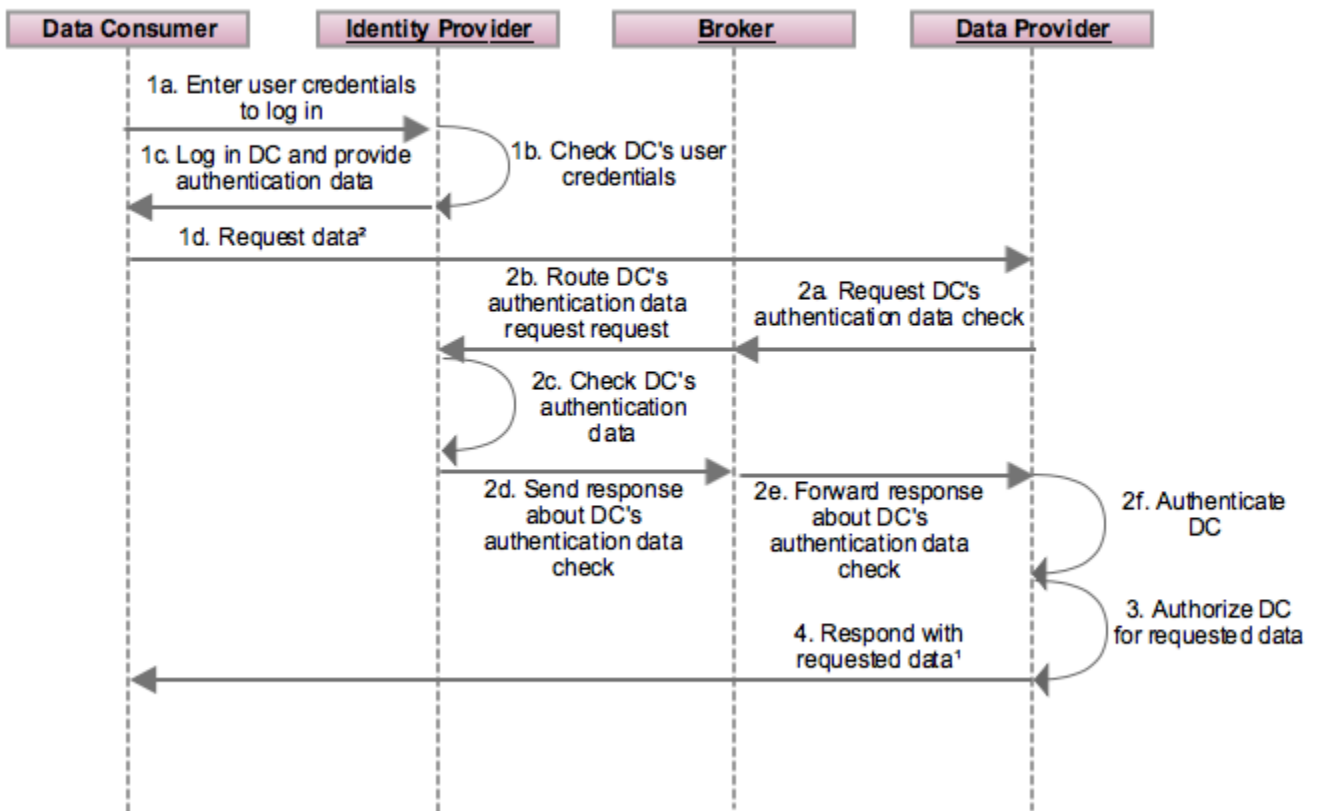 Data Consumer
Identity Provider
Broker
Data Provider
1a. Enter user credentials
to log in
1b. Check DC's user
credentials
1c. Log in DC and provide
authentication data
1d. Request data²
2a. Request DC's
authentication data check
2b. Route DC's
authentication data
request request
2c. Check DC's
authentication
data
2d. Send response
about DC's
authentication data
check
2e. Forward response
about DC's
authentication data
check
2f. Authenticate
DC
3. Authorize DC
for requested data
4. Respond with
requested data¹